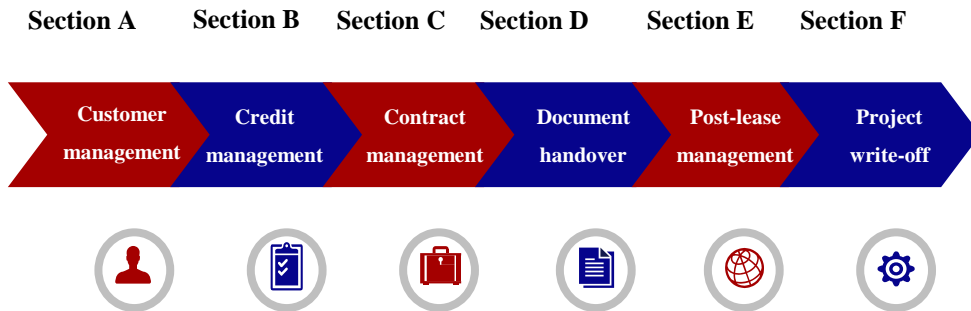 Section A Section B Section C Section D Section E Section F
Customer
management
Credit
management
Contract
management
Document
handover
Post-lease
management
Project
write-off